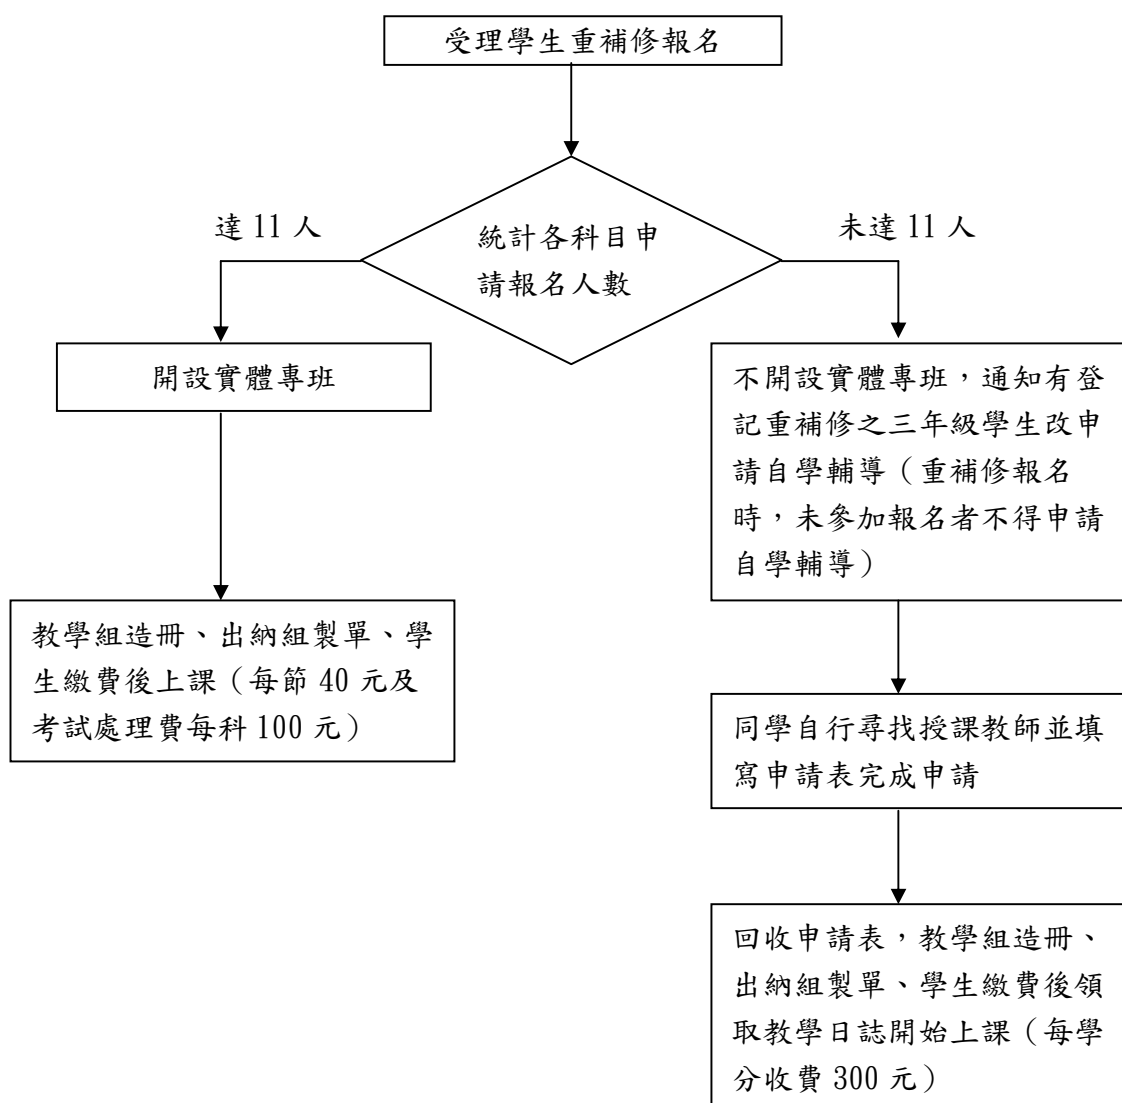 受理學生重補修報名
達 11 人
未達 11 人
統計各科目申
請報名人數
開設實體專班
不開設實體專班，通知有登
記重補修之三年級學生改申
請自學輔導（重補修報名
時，未參加報名者不得申請
自學輔導）
教學組造冊、出納組製單、學
生繳費後上課（每節 40 元及
考試處理費每科 100 元）
同學自行尋找授課教師並填
寫申請表完成申請
回收申請表，教學組造冊、
出納組製單、學生繳費後領
取教學日誌開始上課（每學
分收費 300 元）